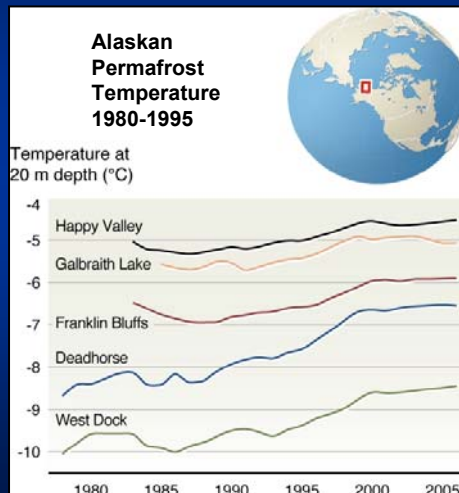 Alaskan
Permafrost
Temperature
1980-1995
Temperature at
20 m depth (°C)
-4
Happy Valley
-5
Galbraith Lake
-6
Franklin Bluffs
-7
Deadhorse
-8
-9
West Dock
-10
1980 1985 1990 1995 2000 2005